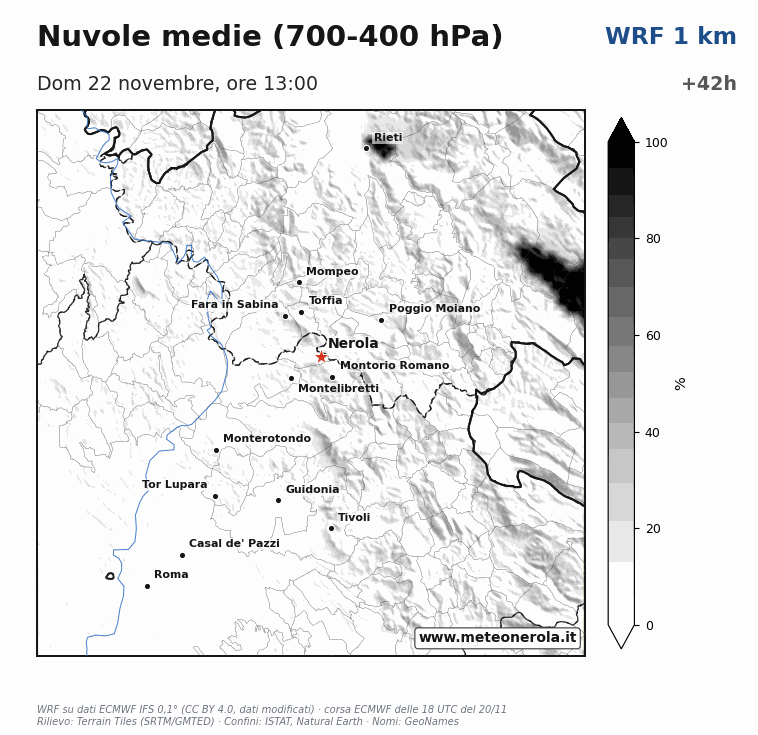 Nuvole medie (700-400 hPa)
WRF 1 km
Dom 22 novembre, ore 13:00
+42h
Rieti
Mompeo
Fara in Sabina
Toffia
Poggio Moiano
Nerola
Montorio Romano
Montelibretti
Monterotondo
Tor Lupara
Guidonia
Tivoli
Casal de' Pazzi
Roma
www.meteonerola.it
100
80
60
40
20
0
%
WRF su dati ECMWF IFS 0,1° (CC BY 4.0, dati modificati) · corsa ECMWF delle 18 UTC del 20/11
Rilievo: Terrain Tiles (SRTM/GMTED) · Confini: ISTAT, Natural Earth · Nomi: GeoNames